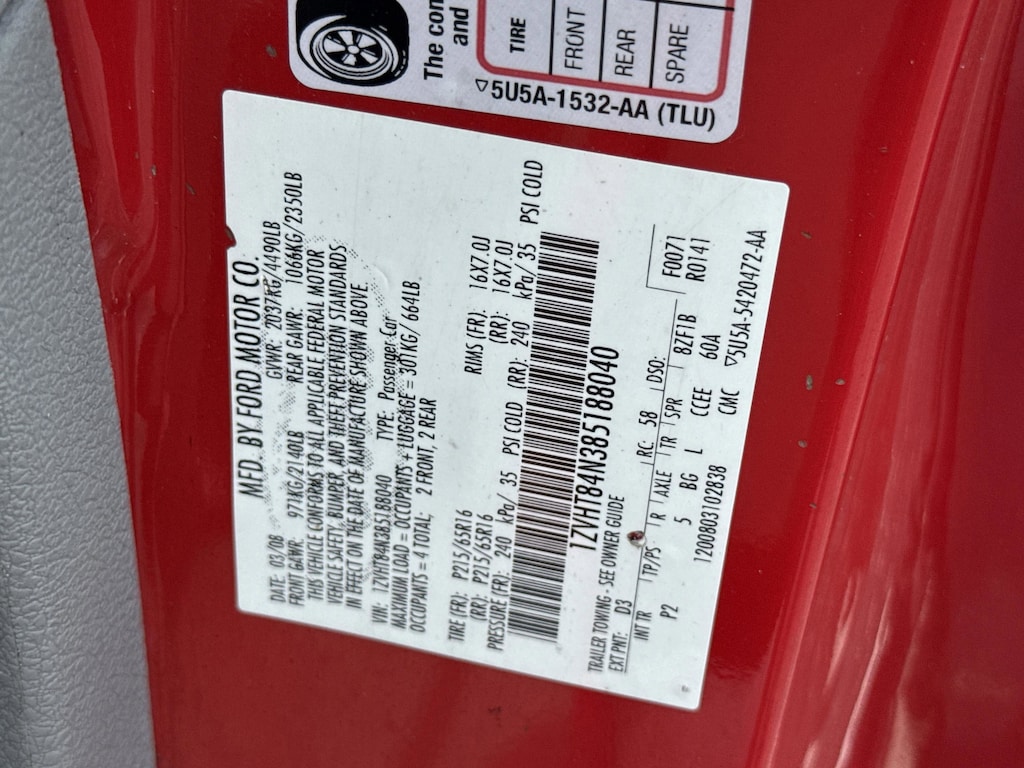 The con
and
TIRE
FRONT
REAR
SPARE
▽5U5A-1532-AA (TLU)
MFD. BY FORD MOTOR CO.
DATE: 03/08 GVWR: 2037KG/4490LB
FRONT GAWR: 971KG/2140LB REAR GAWR: 1066KG/2350LB
THIS VEHICLE CONFORMS TO ALL APPLICABLE FEDERAL MOTOR
VEHICLE SAFETY, BUMPER, AND THEFT PREVENTION STANDARDS
IN EFFECT ON THE DATE OF MANUFACTURE SHOWN ABOVE.
VIN: 1ZVHT84N385188040 TYPE: Passenger Car
MAXIMUM LOAD = OCCUPANTS + LUGGAGE = 301KG/ 664LB
OCCUPANTS = 4 TOTAL: 2 FRONT, 2 REAR
TIRE (FR): P215/65R16 RIMS (FR): 16X7.0J
(RR): P215/65R16 (RR): 16X7.0J
PRESSURE (FR): 240 kPa/ 35 PSI COLD (RR): 240 kPa/ 35 PSI COLD
1ZVHT84N385188040
TRAILER TOWING - SEE OWNER GUIDE F0071
EXT PNT: D3 RC: 58 DSO: R0141
INT TR TP/PS R AXLE TR SPR 8ZF1B
P2 5 BG L CCEE 60A
1200803102838 CMC ▽5U5A-5420472-AA